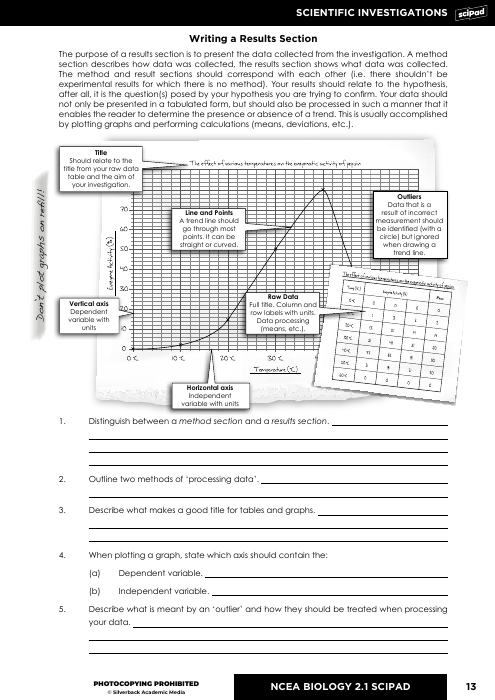 SCIENTIFIC INVESTIGATIONS
scipad
Writing a Results Section
The purpose of a results section is to present the data collected from the investigation. A method
section describes how data was collected, the results section shows what data was collected.
The method and result sections should correspond with each other (i.e. there shouldn't be
experimental results for which there is no method). Your results should relate to the hypothesis,
after all, it is the question(s) posed by your hypothesis you are trying to confirm. Your data should
not only be presented in a tabulated form, but should also be processed in such a manner that it
enables the reader to determine the presence or absence of a trend. This is usually accomplished
by plotting graphs and performing calculations (means, deviations, etc.).
Title
Should relate to the
title from your raw data
table and the aim of
your investigation.
The effect of various temperatures on the enzymatic activity of pepsin
Don't plot graphs on refill!
Line and Points
A trend line should
go through most
points. It can be
straight or curved.
Outliers
Data that is a
result of incorrect
measurement should
be identified (with a
circle) but ignored
when drawing a
trend line.
Enzyme Activity (%)
70
60
50
40
30
20
10
0
Vertical axis
Dependent
variable with
units
Raw Data
Full title. Column and
row labels with units.
Data processing
(means, etc.).
0°C
10°C
20°C
30°C
Temperature (°C)
Horizontal axis
Independent
variable with units
1. Distinguish between a method section and a results section.
2. Outline two methods of 'processing data'.
3. Describe what makes a good title for tables and graphs.
4. When plotting a graph, state which axis should contain the:
(a) Dependent variable.
(b) Independent variable.
5. Describe what is meant by an 'outlier' and how they should be treated when processing
your data.
PHOTOCOPYING PROHIBITED
© Silverback Academic Media
NCEA BIOLOGY 2.1 SCIPAD
13